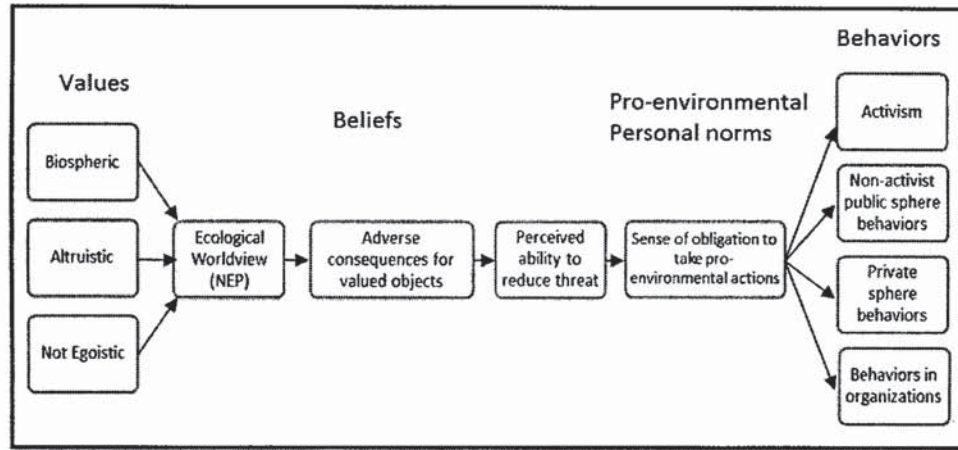 Values
Biospheric
Altruistic
Not Egoistic
Beliefs
Ecological
Worldview
(NEP)
Adverse
consequences for
valued objects
Perceived
ability to
reduce threat
Pro-environmental
Personal norms
Sense of obligation to
take pro-
environmental actions
Behaviors
Activism
Non-activist
public sphere
behaviors
Private
sphere
behaviors
Behaviors in
organizations